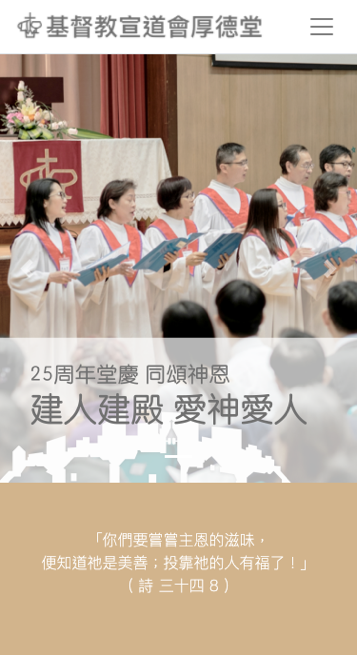 基督教宣道會厚德堂
25周年堂慶 同頌神恩
建人建殿 愛神愛人
「你們要嘗嘗主恩的滋味，
便知道祂是美善；投靠祂的人有福了！」
( 詩 三十四 8 )